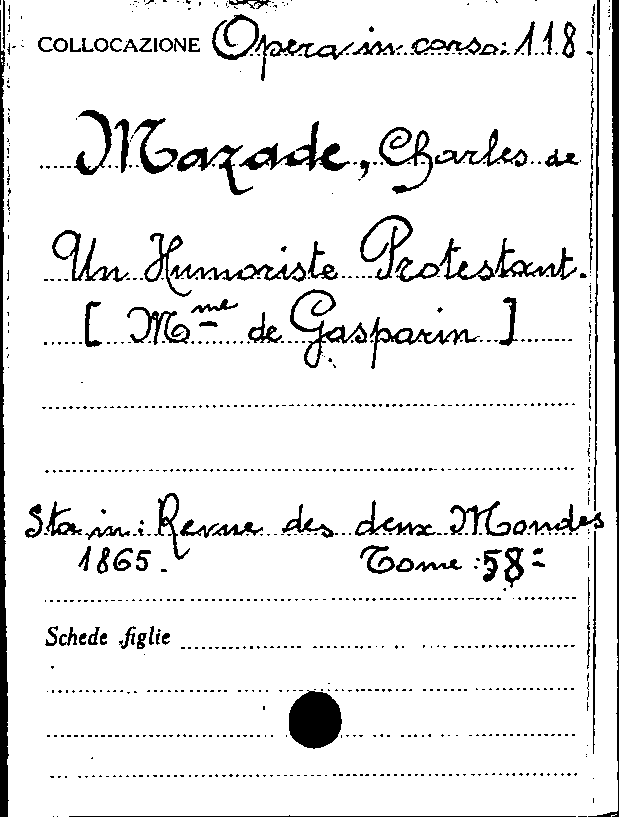 COLLOCAZIONE Opera in corso: 118.
Mazade, Charles de
Un Humoriste Protestant.
[ Mme de Gasparin ]
Sta in: Revue des deux Mondes
1865. Tome: 58=
Schede figlie